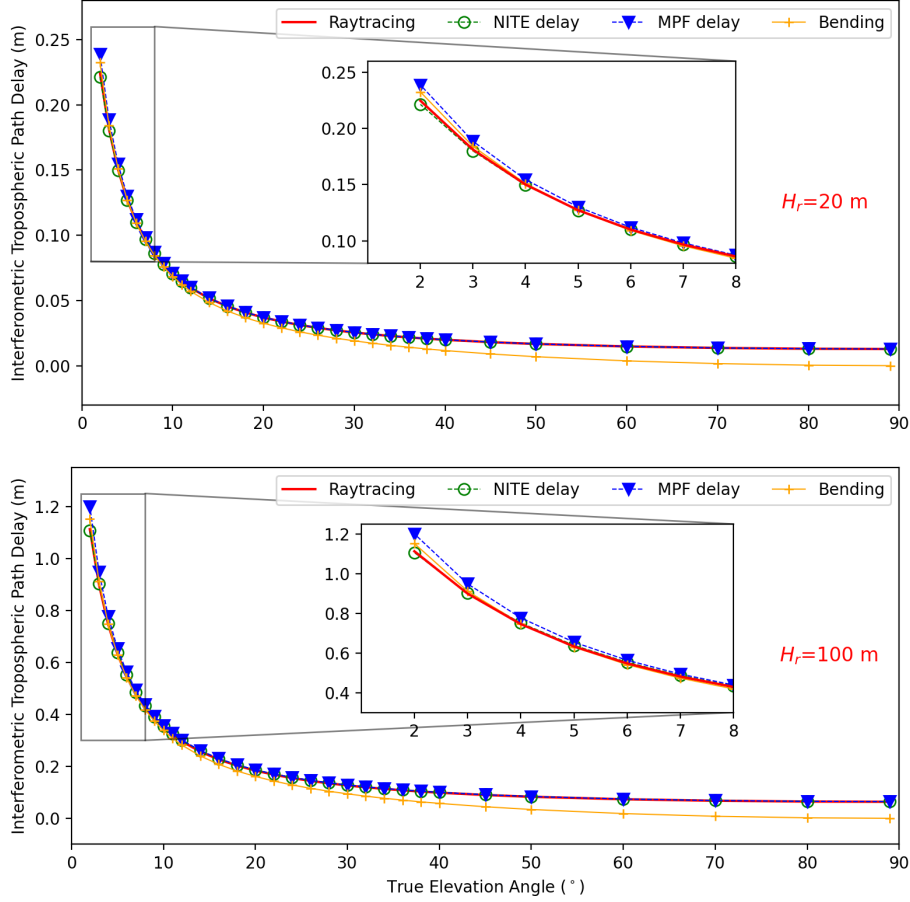 Raytracing NITE delay MPF delay Bending
Interferometric Tropospheric Path Delay (m)
0.25
0.20
0.15
0.10
0.05
0.00
0.25
0.20
0.15
0.10
2 3 4 5 6 7 8
H_r=20 m
0 10 20 30 40 50 60 70 80 90
Raytracing NITE delay MPF delay Bending
Interferometric Tropospheric Path Delay (m)
1.2
1.0
0.8
0.6
0.4
0.2
0.0
1.2
1.0
0.8
0.6
0.4
2 3 4 5 6 7 8
H_r=100 m
0 10 20 30 40 50 60 70 80 90
True Elevation Angle (°)